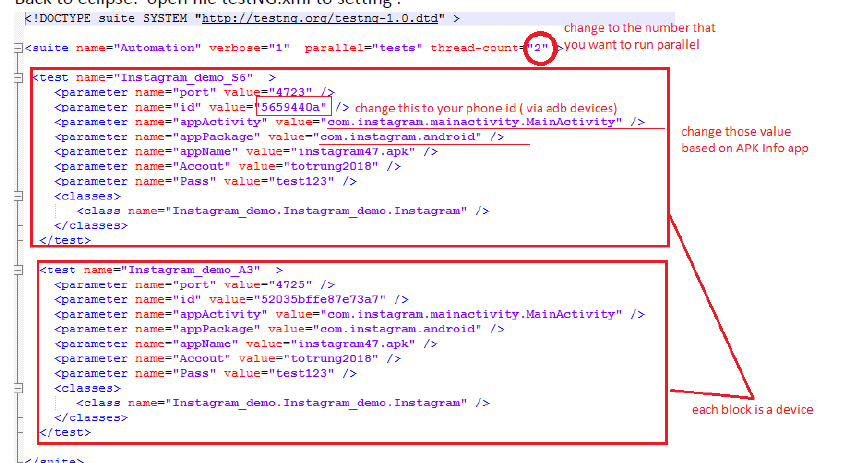 Back to eclipse: open file testNG.xml to setting :
<!DOCTYPE suite SYSTEM "http://testng.org/testng-1.0.dtd" >
change to the number that
you want to run parallel
<suite name="Automation" verbose="1" parallel="tests" thread-count="2" >
<test name="Instagram_demo_S6" >
<parameter name="port" value="4723" />
<parameter name="id" value="5659440a" /> change this to your phone id ( via adb devices)
<parameter name="appActivity" value="com.instagram.mainactivity.MainActivity" />
<parameter name="appPackage" value="com.instagram.android" />
change those value
based on APK Info app
<parameter name="appName" value="instagram47.apk" />
<parameter name="Accout" value="totrung2018" />
<parameter name="Pass" value="test123" />
<classes>
<class name="Instagram_demo.Instagram_demo.Instagram" />
</classes>
</test>
<test name="Instagram_demo_A3" >
<parameter name="port" value="4725" />
<parameter name="id" value="52035bffe87e73a7" />
<parameter name="appActivity" value="com.instagram.mainactivity.MainActivity" />
<parameter name="appPackage" value="com.instagram.android" />
<parameter name="appName" value="instagram47.apk" />
<parameter name="Accout" value="totrung2018" />
<parameter name="Pass" value="test123" />
<classes>
<class name="Instagram_demo.Instagram_demo.Instagram" />
</classes>
</test>
each block is a device
</suite>